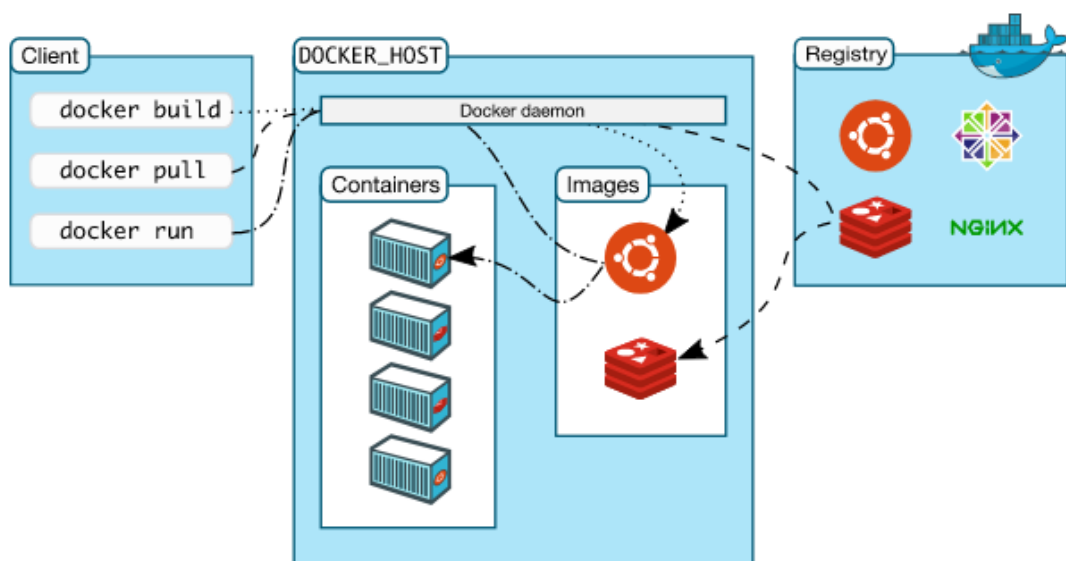 Client
docker build
docker pull
docker run
DOCKER_HOST
Docker daemon
Containers
Images
Registry
NGINX